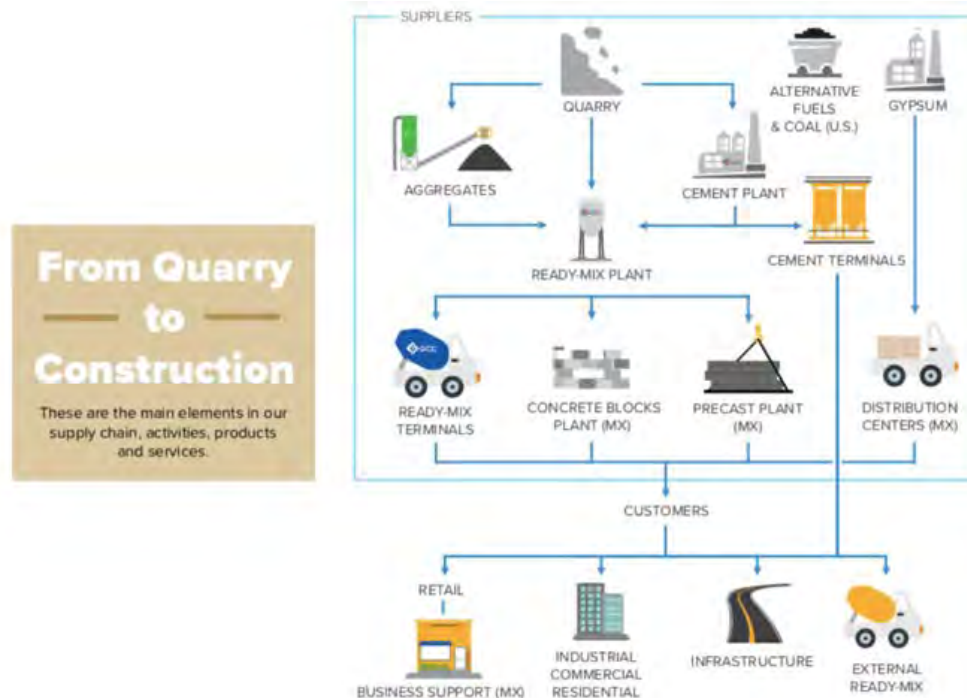 From Quarry
to
Construction
These are the main elements in our
supply chain, activities, products
and services.
SUPPLIERS
QUARRY
ALTERNATIVE
FUELS
& COAL (U.S.)
GYPSUM
AGGREGATES
CEMENT PLANT
READY-MIX PLANT
CEMENT TERMINALS
GCC
READY-MIX
TERMINALS
CONCRETE BLOCKS
PLANT (MX)
PRECAST PLANT
(MX)
DISTRIBUTION
CENTERS (MX)
CUSTOMERS
RETAIL
BUSINESS SUPPORT (MX)
INDUSTRIAL
COMMERCIAL
RESIDENTIAL
INFRASTRUCTURE
EXTERNAL
READY-MIX